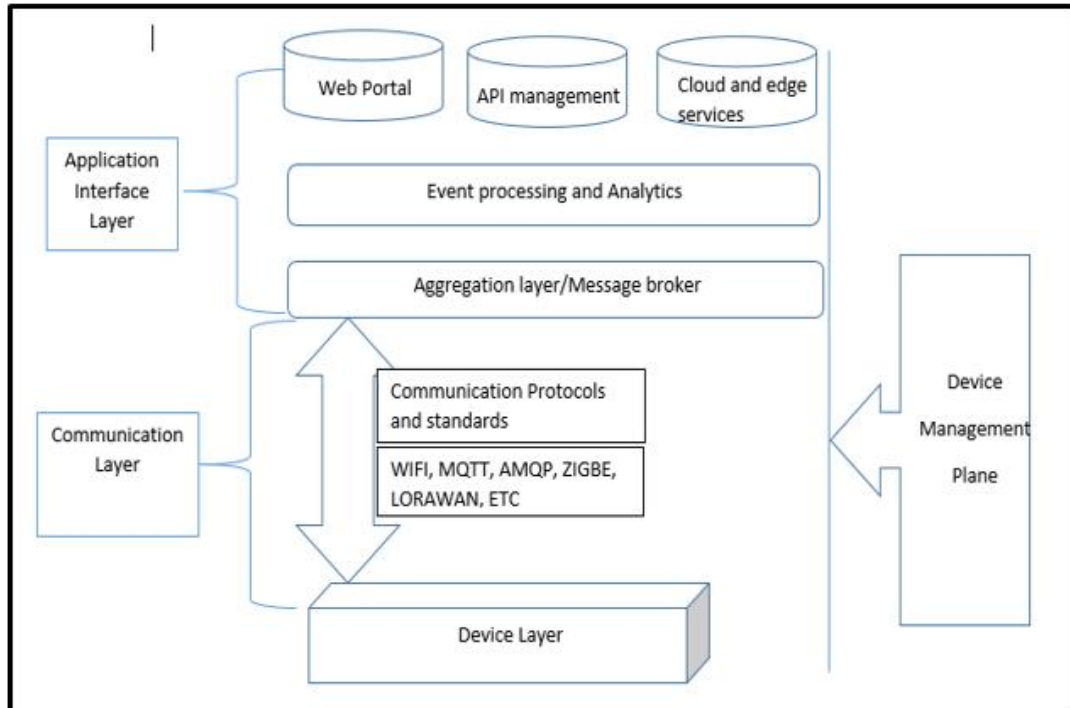 Web Portal
API management
Cloud and edge
services
Application
Interface
Layer
Event processing and Analytics
Aggregation layer/Message broker
Communication Protocols
and standards
WIFI, MQTT, AMQP, ZIGBE,
LORAWAN, ETC
Communication
Layer
Device Layer
Device
Management
Plane